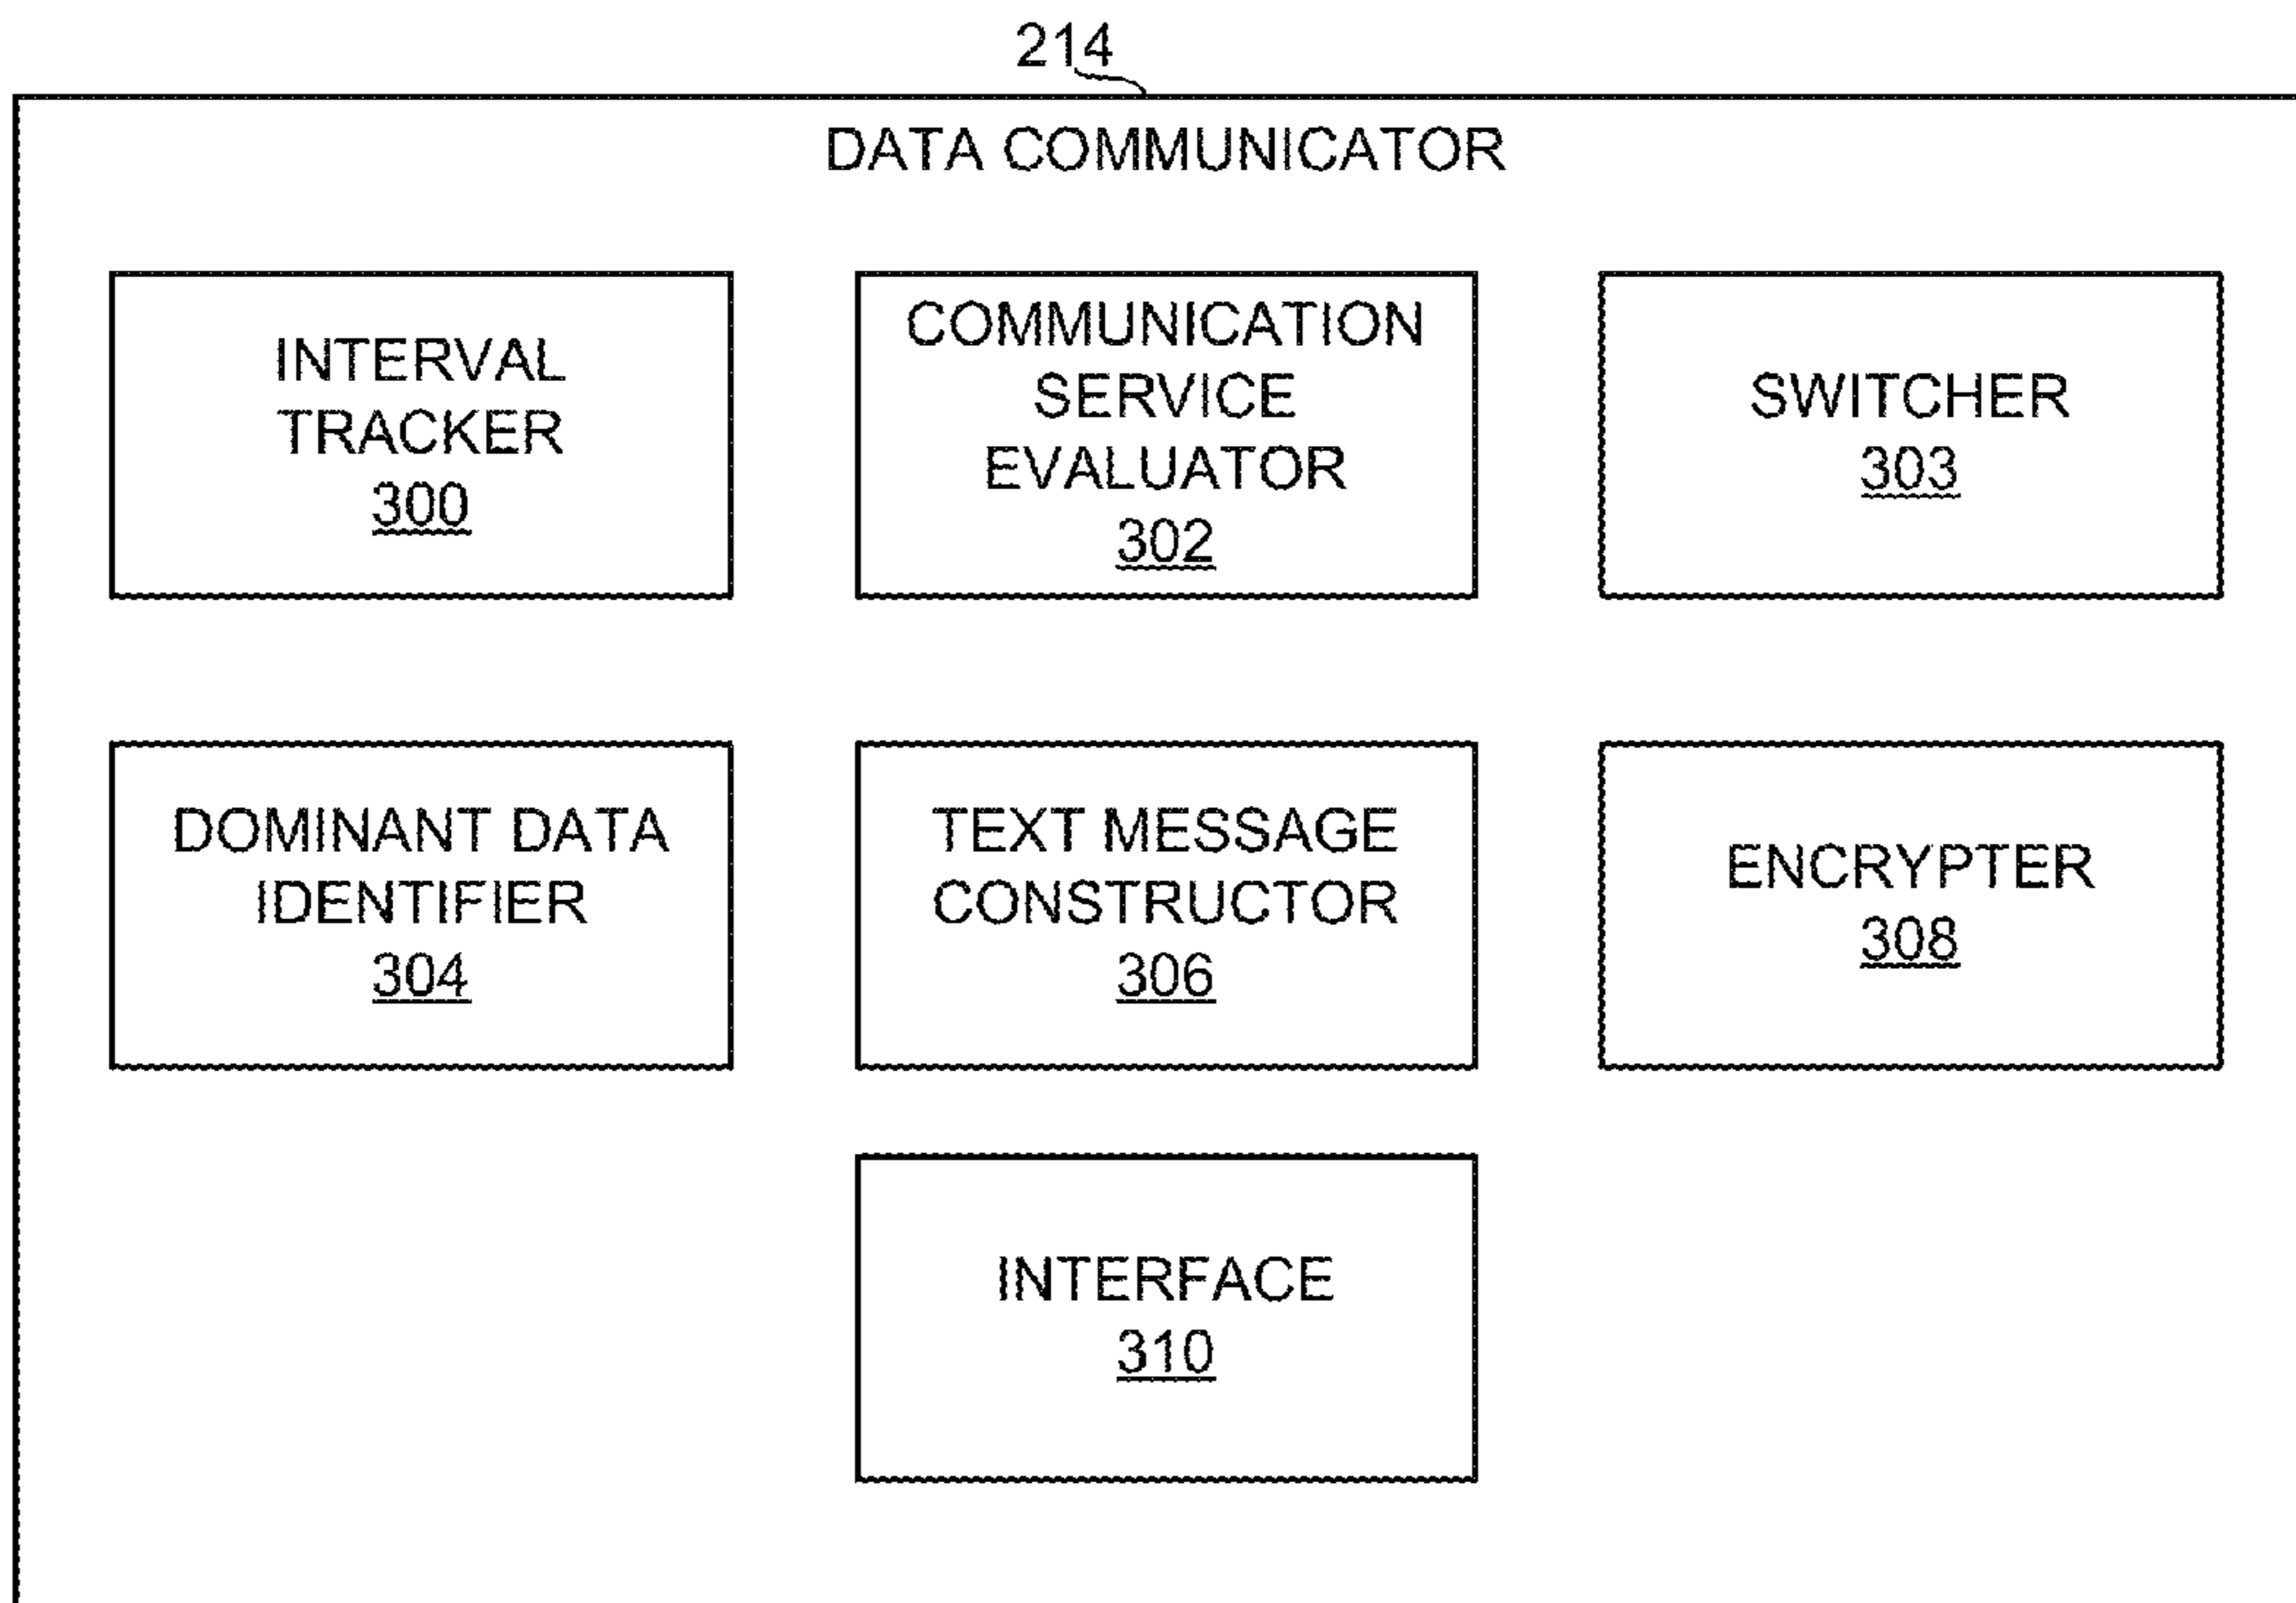 214
DATA COMMUNICATOR
INTERVAL
TRACKER
300
COMMUNICATION
SERVICE
EVALUATOR
302
SWITCHER
303
DOMINANT DATA
IDENTIFIER
304
TEXT MESSAGE
CONSTRUCTOR
306
ENCRYPTER
308
INTERFACE
310